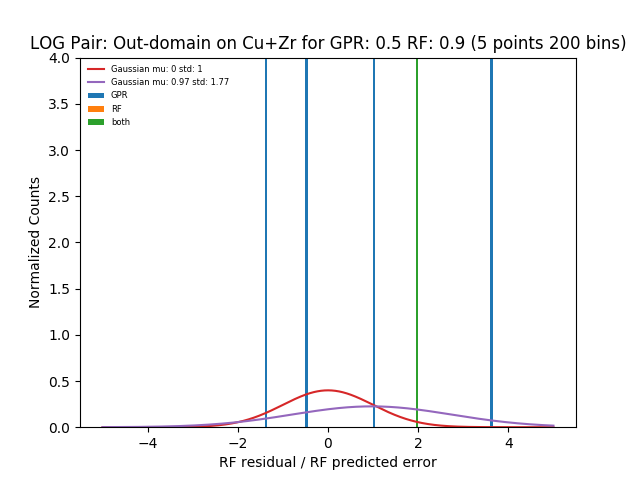 LOG Pair: Out-domain on Cu+Zr for GPR: 0.5 RF: 0.9 (5 points 200 bins)
4.0
3.5
3.0
2.5
2.0
1.5
1.0
0.5
0.0
Normalized Counts
Gaussian mu: 0 std: 1
Gaussian mu: 0.97 std: 1.77
GPR
RF
both
−4 −2 0 2 4
RF residual / RF predicted error